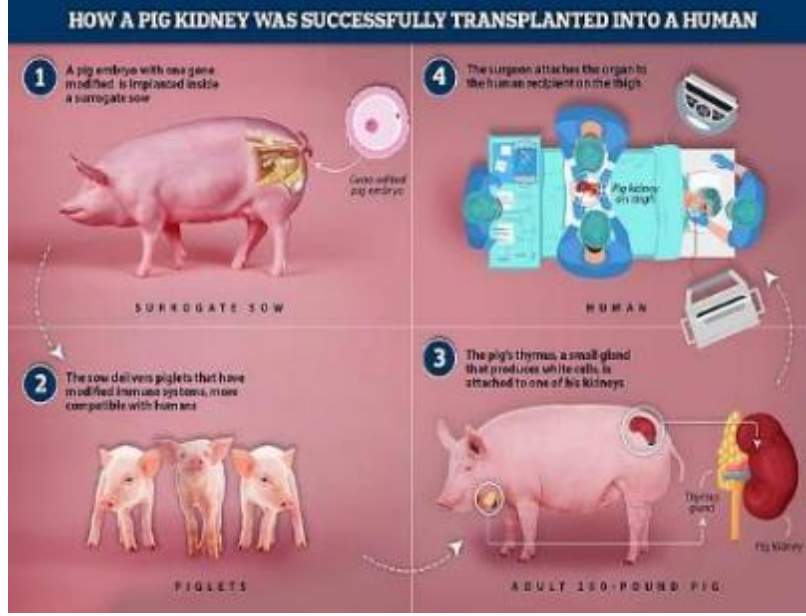 HOW A PIG KIDNEY WAS SUCCESSFULLY TRANSPLANTED INTO A HUMAN
1
A pig embryo with one gene
modified is implanted inside
a surrogate sow
Gene-edited
pig embryo
SURROGATE SOW
2
The sow delivers piglets that have
modified immune systems, more
compatible with humans
PIGLETS
3
The pig's thymus, a small gland
that produces white cells, is
attached to one of his kidneys
Thymus
gland
Pig kidney
ADULT 100-POUND PIG
4
The surgeon attaches the organ to
the human recipient on the thigh
Pig kidney
on thigh
HUMAN